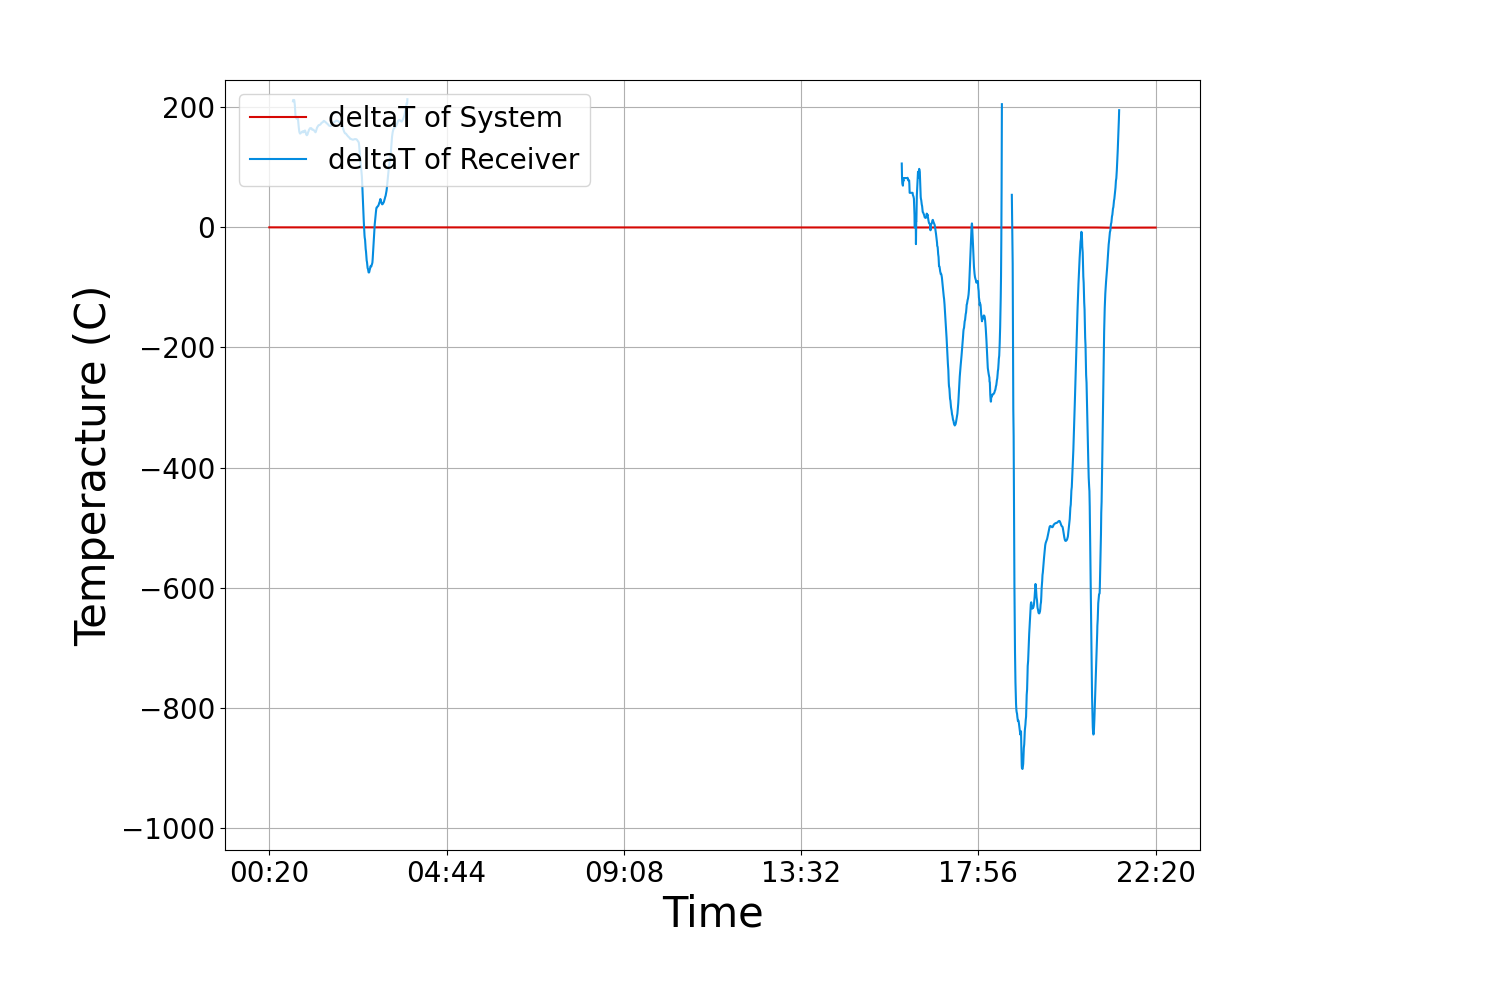 deltaT of System
deltaT of Receiver
200
0
−200
−400
−600
−800
−1000
Temperacture (C)
00:20 04:44 09:08 13:32 17:56 22:20
Time